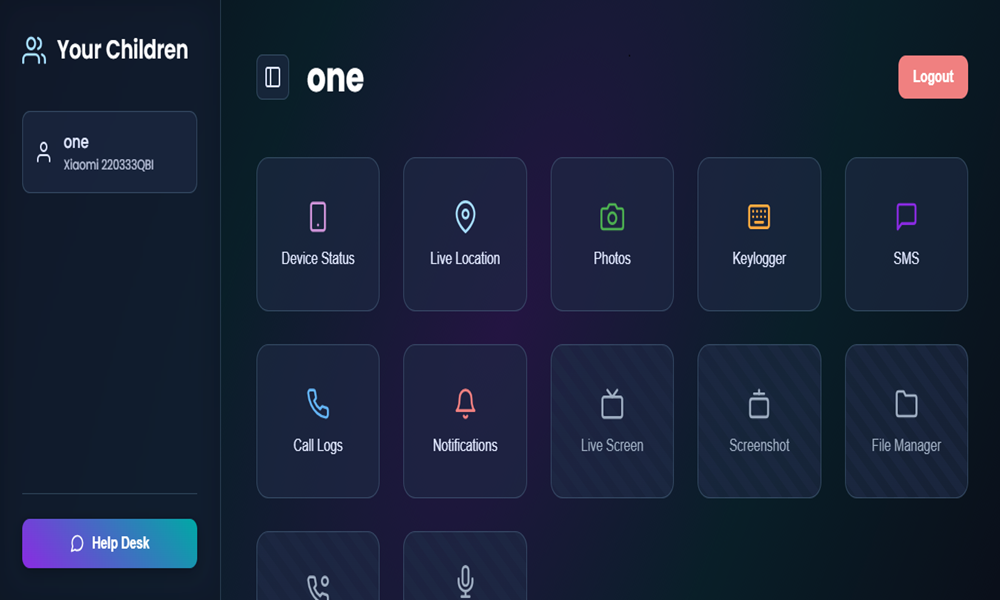 Your Children
one
Xiaomi 220333QBI
Help Desk
one
Logout
Device Status
Live Location
Photos
Keylogger
SMS
Call Logs
Notifications
Live Screen
Screenshot
File Manager